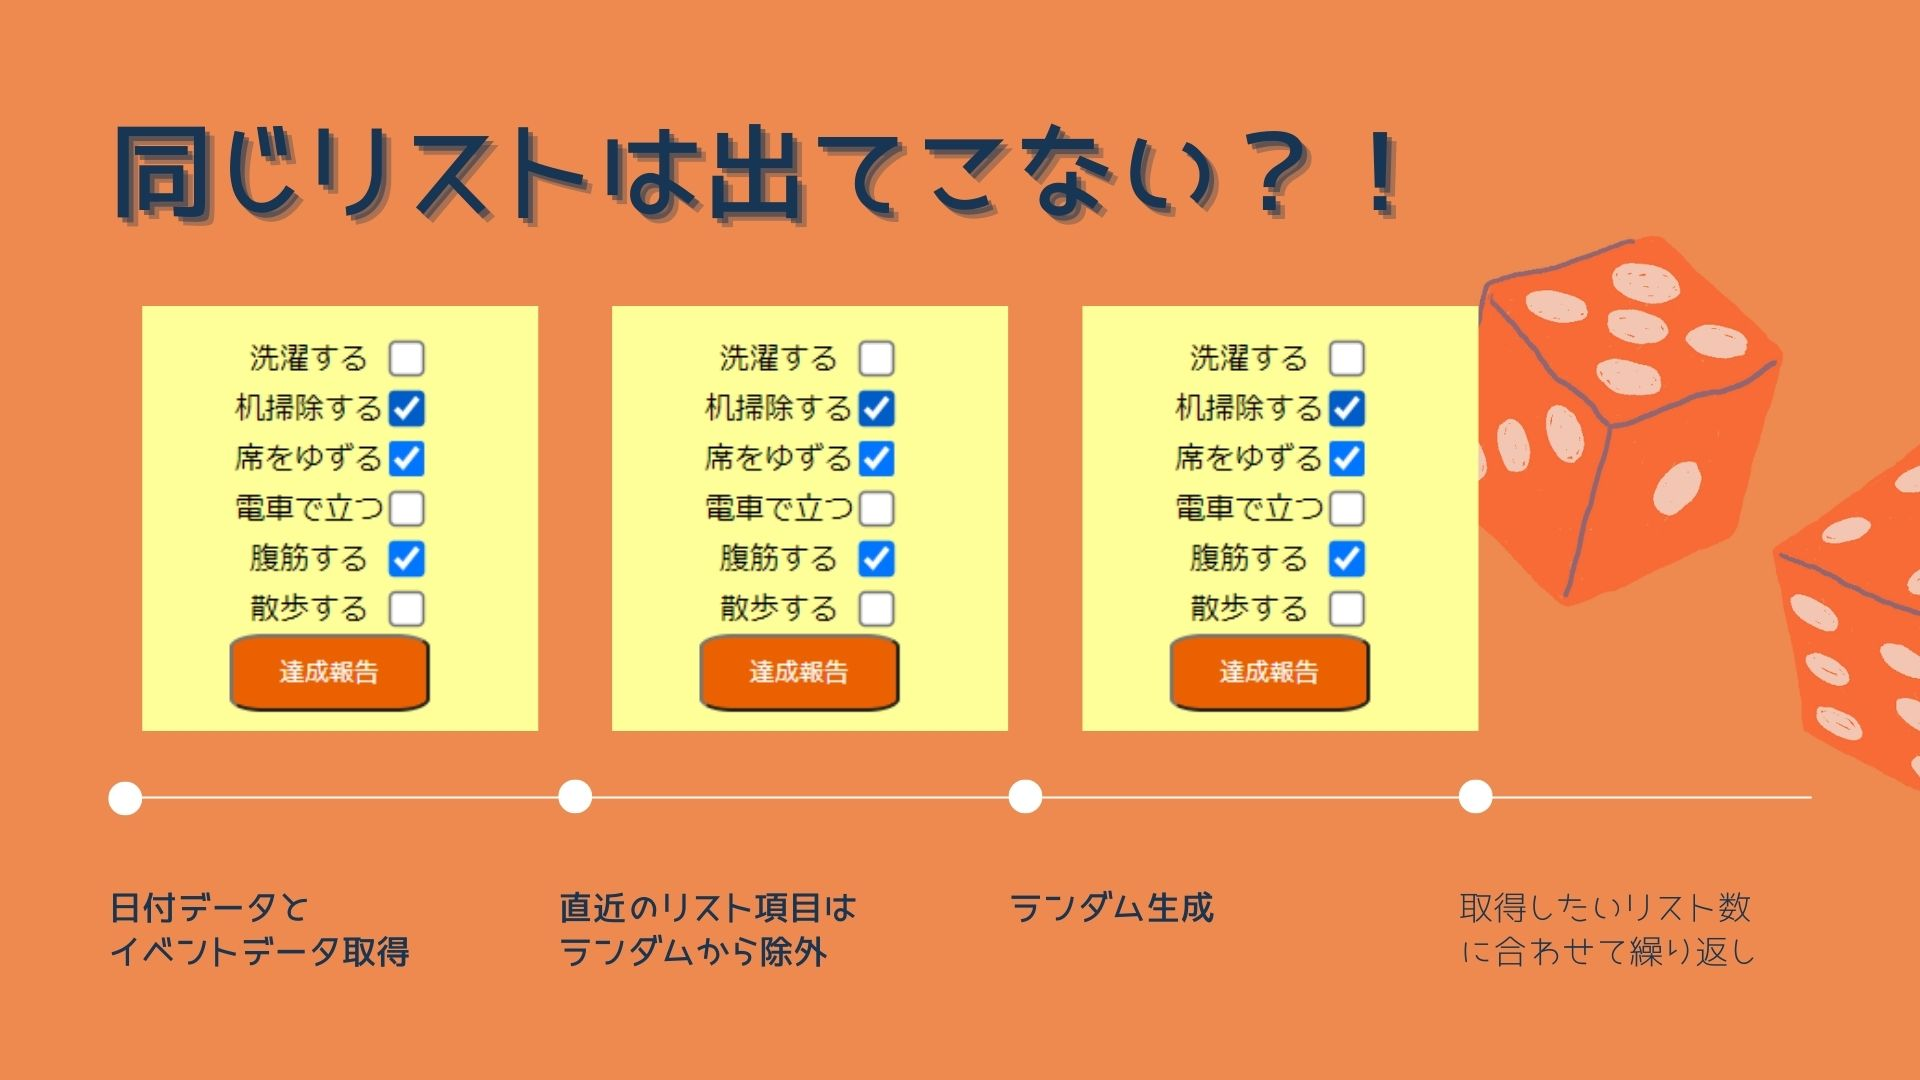 同じリストは出てこない？！
洗濯する
机掃除する
席をゆずる
電車で立つ
腹筋する
散歩する
達成報告
洗濯する
机掃除する
席をゆずる
電車で立つ
腹筋する
散歩する
達成報告
洗濯する
机掃除する
席をゆずる
電車で立つ
腹筋する
散歩する
達成報告
日付データと
イベントデータ取得
直近のリスト項目は
ランダムから除外
ランダム生成
取得したいリスト数
に合わせて繰り返し